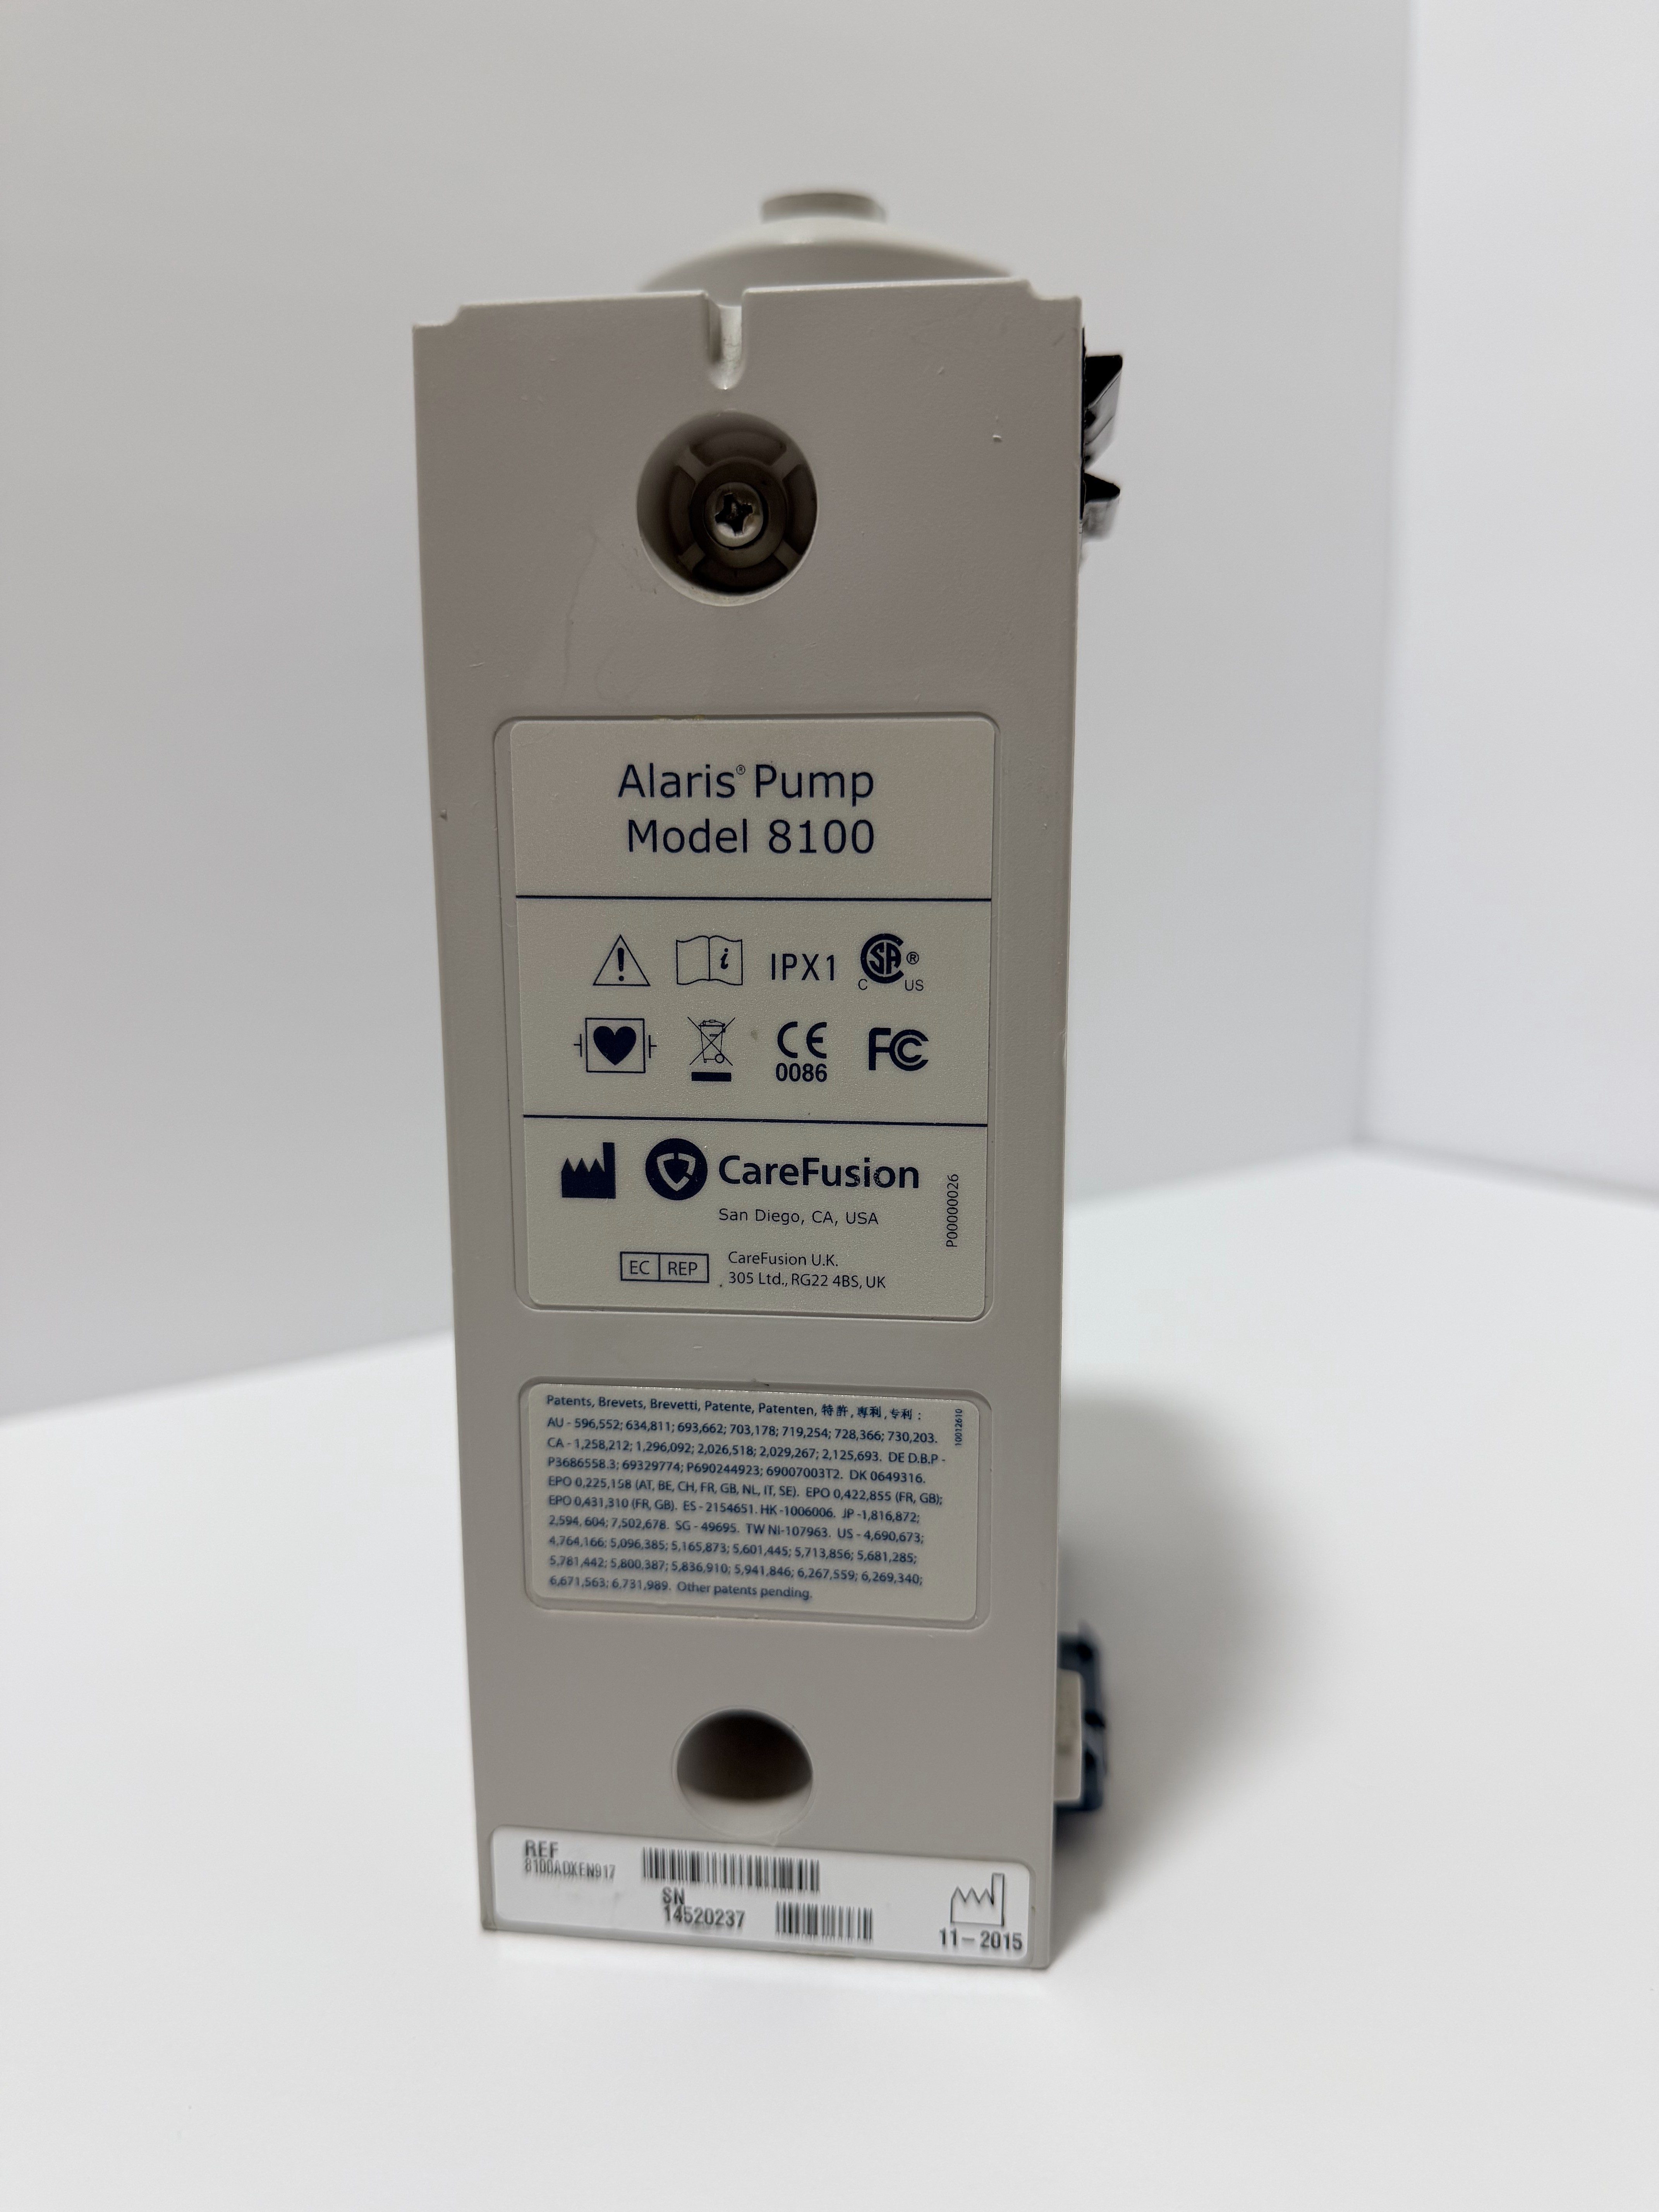 Alaris® Pump
Model 8100
IPX1
CSA ®
C US
CE
0086
FC
CareFusion
San Diego, CA, USA
P00000026
EC REP
CareFusion U.K.
305 Ltd., RG22 4BS, UK
Patents, Brevets, Brevetti, Patente, Patenten, 特許, 專利, 专利 :
10012610
AU - 596,552; 634,811; 693,662; 703,178; 719,254; 728,366; 730,203.
CA - 1,258,212; 1,296,092; 2,026,518; 2,029,267; 2,125,693. DE D.B.P -
P3686558.3; 69329774; P690244923; 69007003T2. DK 0649316.
EPO 0,225,158 (AT, BE, CH, FR, GB, NL, IT, SE). EPO 0,422,855 (FR, GB);
EPO 0,431,310 (FR, GB). ES - 2154651. HK -1006006. JP -1,816,872;
2,594,604; 7,502,678. SG - 49695. TW NI-107963. US - 4,690,673;
4,764,166; 5,096,385; 5,165,873; 5,601,445; 5,713,856; 5,681,285;
5,781,442; 5,800,387; 5,836,910; 5,941,846; 6,267,559; 6,269,340;
6,671,563; 6,731,989. Other patents pending.
REF
8100ADXEN917
SN
14520237
11-2015